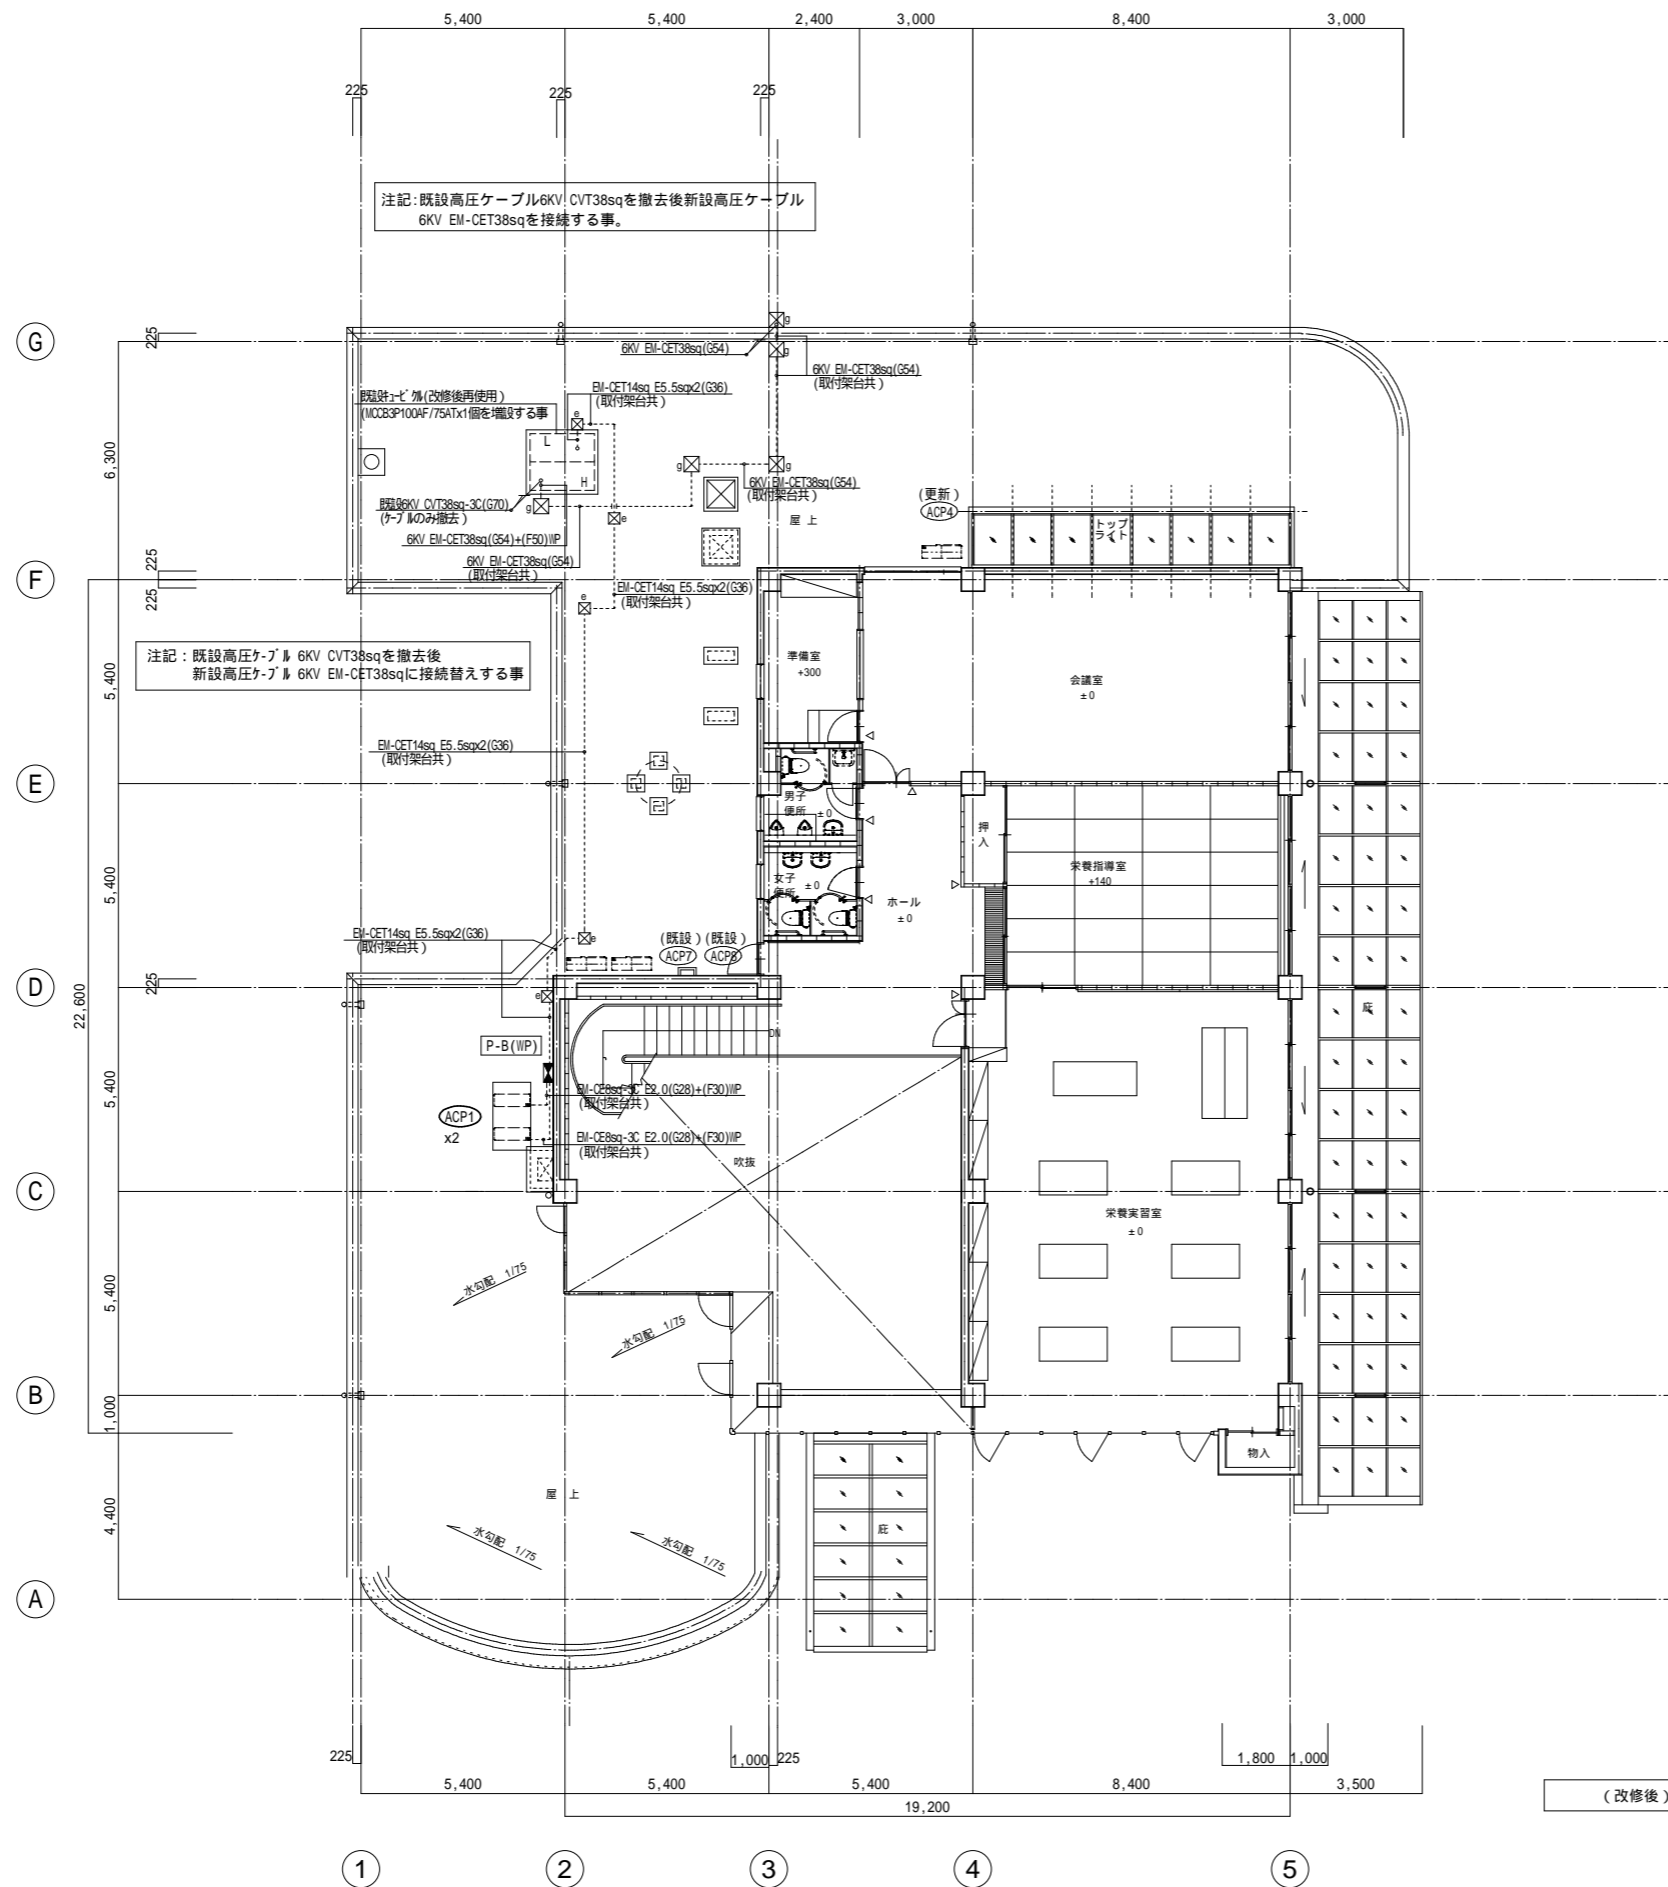 5,400 5,400 2,400 3,000 8,400 3,000
225 225 225
注記:既設高圧ケーブル6KV CVT38sqを撤去後新設高圧ケーブル
6KV EM-CET38sqを接続する事。
G
225
g
6KV EM-CET38sq(G54)
g
6KV EM-CET38sq(G54)
(取付架台共)
既設キュービクル(改修後再使用)
(MCCB3P100AF/75ATx1個を増設する事
EM-CET14sq E5.5sqx2(G36)
(取付架台共)
e
L
H
6,300
g
g
6KV EM-CET38sq(G54)
(取付架台共)
既設6KV CVT38sq-3C(G70)
(ケーブルのみ撤去)
g
e
屋上
(更新)
ACP4
トップ
ライト
6KV EM-CET38sq(G54)+(F50)WP
6KV EM-CET38sq(G54)
(取付架台共)
225
F
225
EM-CET14sq E5.5sqx2(G36)
(取付架台共)
e
注記:既設高圧ケーブル 6KV CVT38sqを撤去後
新設高圧ケーブル 6KV EM-CET38sqに接続替えする事
5,400
準備室
+300
会議室
±0
EM-CET14sq E5.5sqx2(G36)
(取付架台共)
E
男子
便所 ±0
押
入
栄養指導室
+140
5,400
女子
便所 ±0
ホール
±0
EM-CET14sq E5.5sqx2(G36)
(取付架台共)
e
(既設)(既設)
ACP7 ACP8
D
225
22,600
e
庇
DN
P-B(WP)
5,400
EM-CE8sq-3C E2.0(G28)+(F30)WP
(取付架台共)
ACP1
x2
EM-CE8sq-3C E2.0(G28)+(F30)WP
(取付架台共)
吹抜
C
栄養実習室
±0
水勾配 1/75
5,400
水勾配 1/75
B
1,000
物入
屋上
4,400
水勾配 1/75
水勾配 1/75
庇
A
225 1,000 225 1,800 1,000
5,400 5,400 5,400 8,400 3,500
19,200
(改修後)
1 2 3 4 5